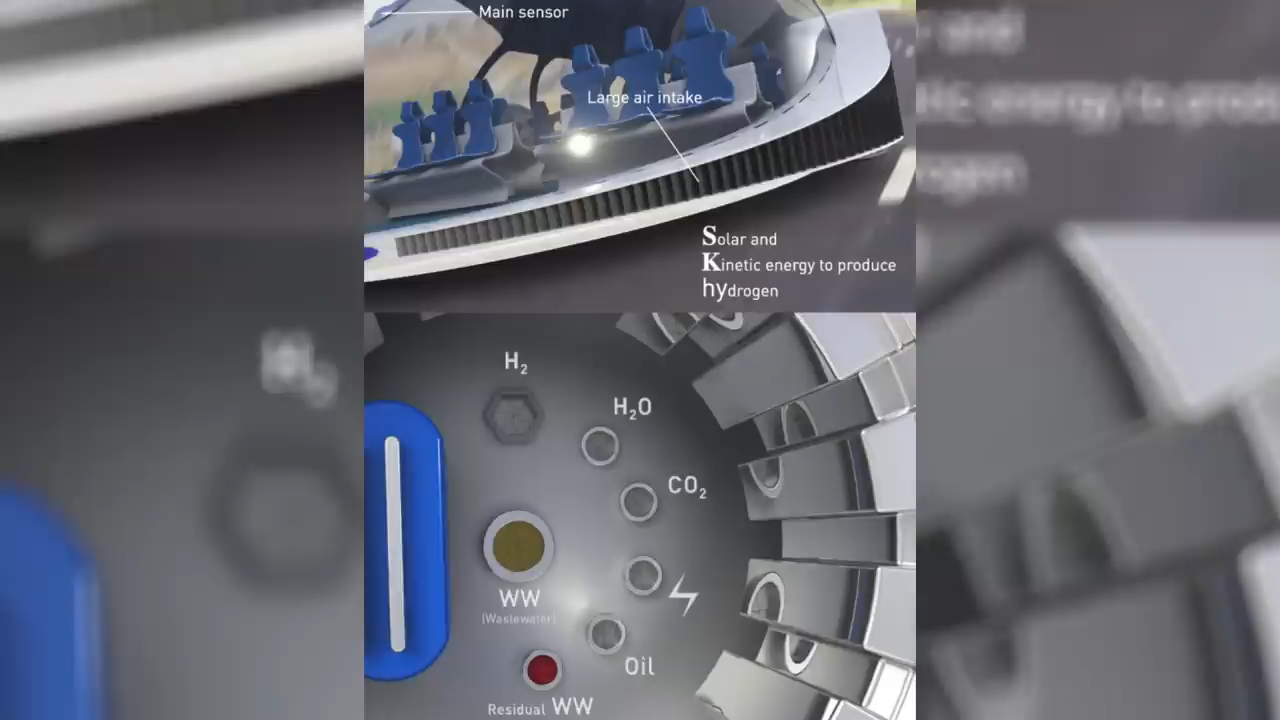 Main sensor
Large air intake
Solar and
Kinetic energy to produce
hydrogen
H₂
H₂O
CO₂
WW
(Wastewater)
Oil
Residual WW